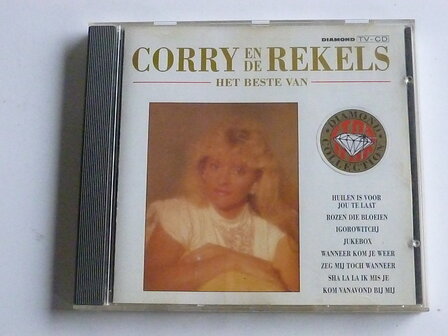 DIAMOND TV-CD
CORRY EN DE REKELS
HET BESTE VAN
DIAMOND
COLLECTION
HUILEN IS VOOR
JOU TE LAAT
ROZEN DIE BLOEIEN
IGOROWITCHJ
JUKEBOX
WANNEER KOM JE WEER
ZEG MIJ TOCH WANNEER
SHA LA LA IK MIS JE
KOM VANAVOND BIJ MIJ